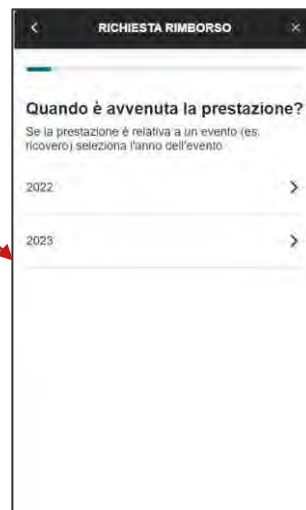 RICHIESTA RIMBORSO
Quando è avvenuta la prestazione?
Se la prestazione è relativa a un evento (es.
ricovero) seleziona l'anno dell'evento
2022
2023